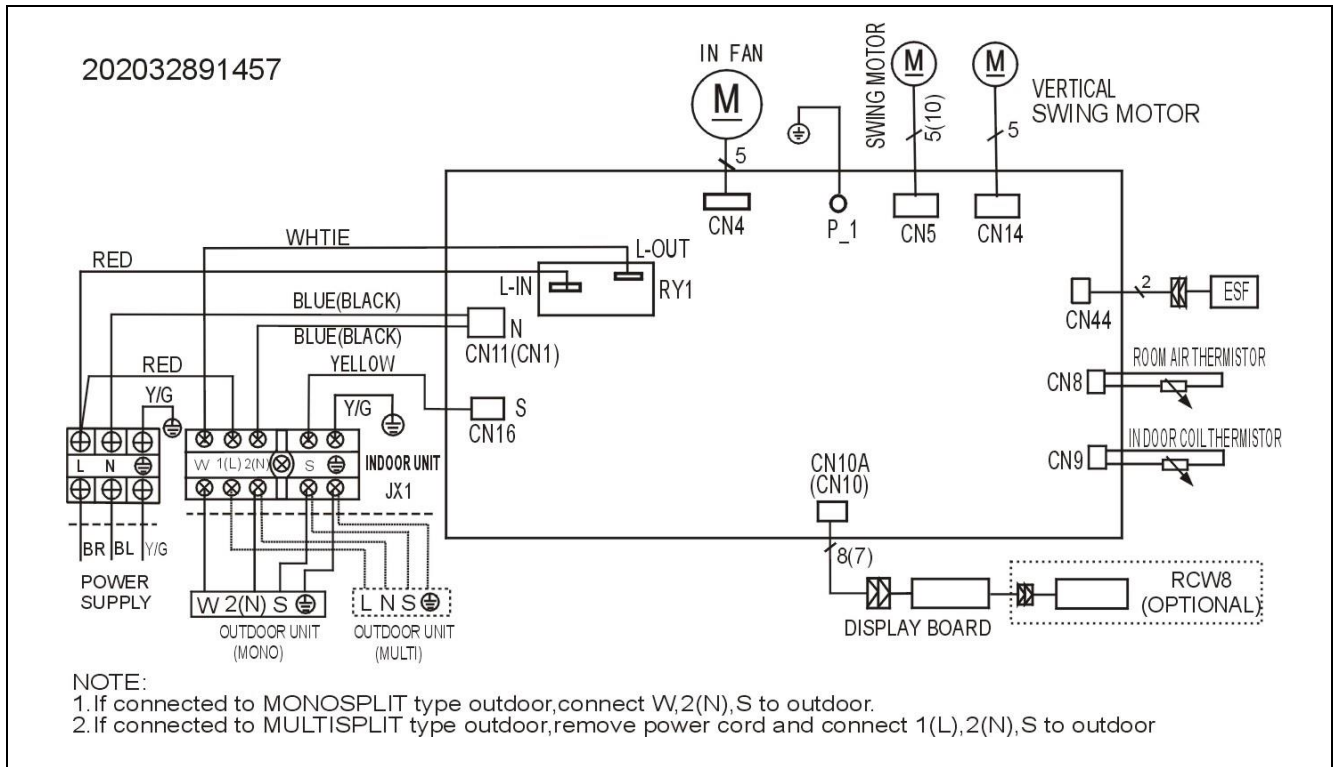 202032891457
IN FAN
M
SWING MOTOR
M
5(10)
M
VERTICAL
SWING MOTOR
5
5
CN4
P_1
CN5
CN14
WHTIE
L-OUT
RED
L-IN
RY1
BLUE(BLACK)
N
BLUE(BLACK)
CN11(CN1)
RED
YELLOW
Y/G
Y/G
S
CN16
2
ESF
CN44
ROOM AIR THERMISTOR
CN8
INDOOR COIL THERMISTOR
CN9
L N
W 1(L) 2(N) S
INDOOR UNIT
JX1
CN10A
(CN10)
8(7)
BR BL Y/G
POWER
SUPPLY
W 2(N) S
OUTDOOR UNIT
(MONO)
L N S
OUTDOOR UNIT
(MULTI)
DISPLAY BOARD
RCW8
(OPTIONAL)
NOTE:
1.If connected to MONOSPLIT type outdoor,connect W,2(N),S to outdoor.
2.If connected to MULTISPLIT type outdoor,remove power cord and connect 1(L),2(N),S to outdoor